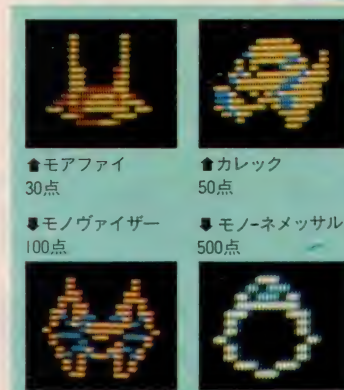 ⬆モアファイ
30点
⬆カレック
50点
⬇モノヴァイザー
100点
⬇モノ-ネメッサル
500点